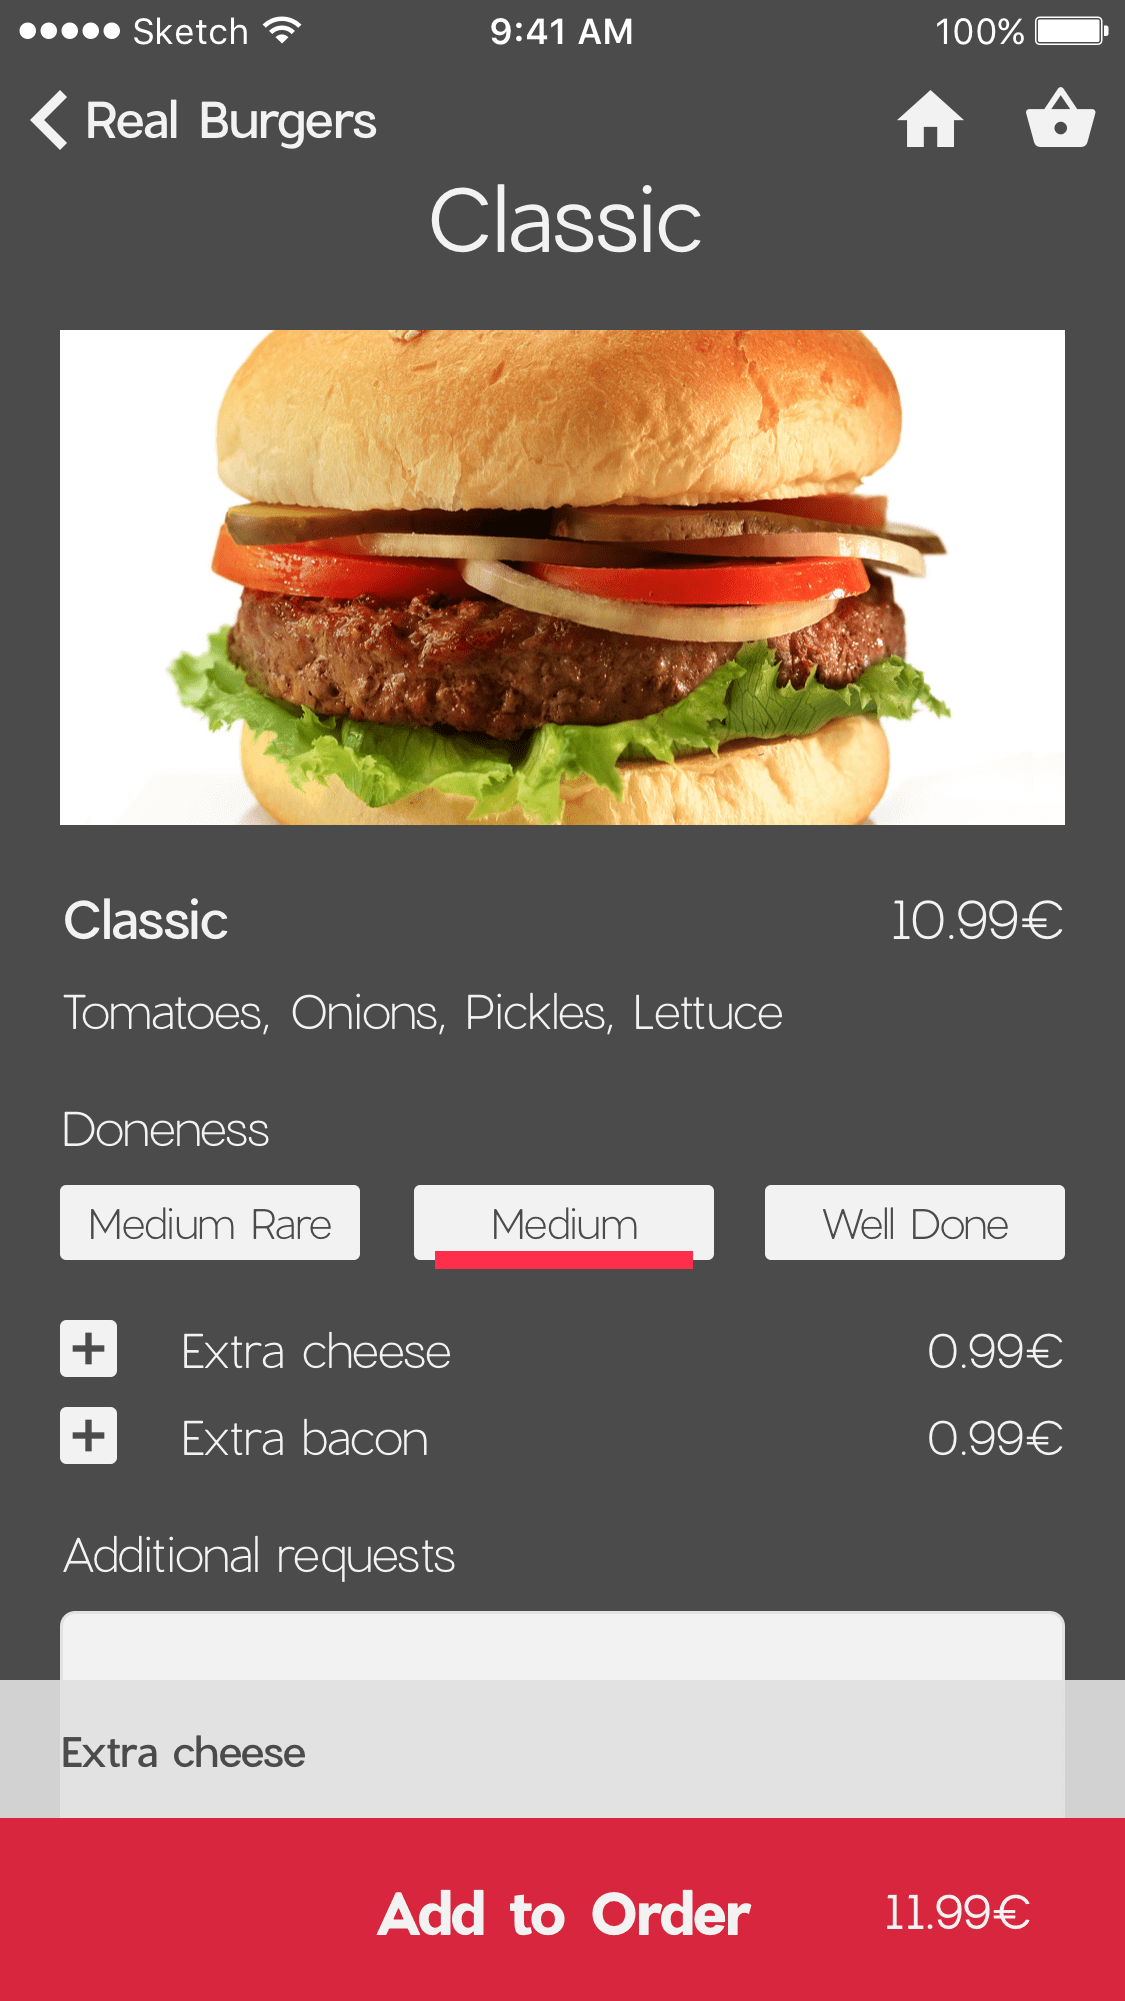 Sketch 9:41 AM 100%
Real Burgers
Classic
Classic 10.99€
Tomatoes, Onions, Pickles, Lettuce
Doneness
Medium Rare Medium Well Done
Extra cheese 0.99€
Extra bacon 0.99€
Additional requests
Extra cheese
Add to Order 11.99€